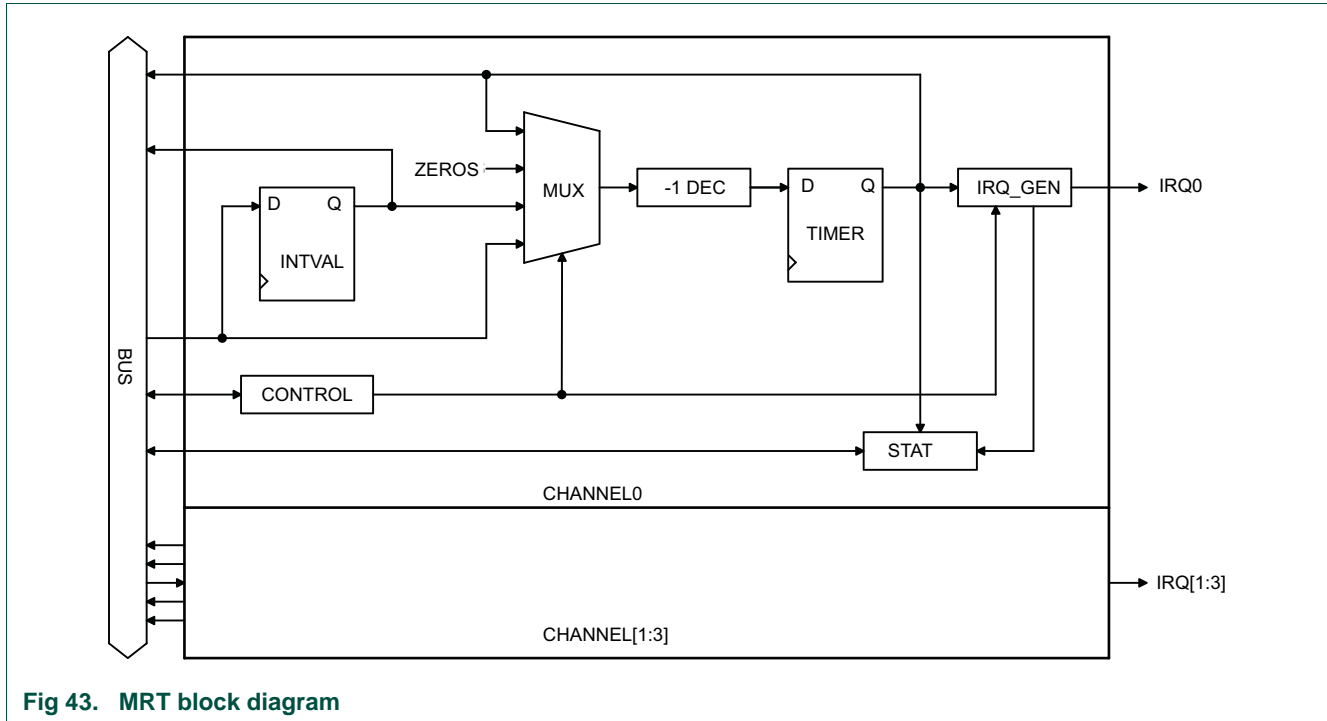 ZEROS
MUX
-1 DEC
D Q
TIMER
IRQ_GEN
IRQ0
D Q
INTVAL
BUS
CONTROL
STAT
CHANNEL0
IRQ[1:3]
CHANNEL[1:3]
Fig 43. MRT block diagram